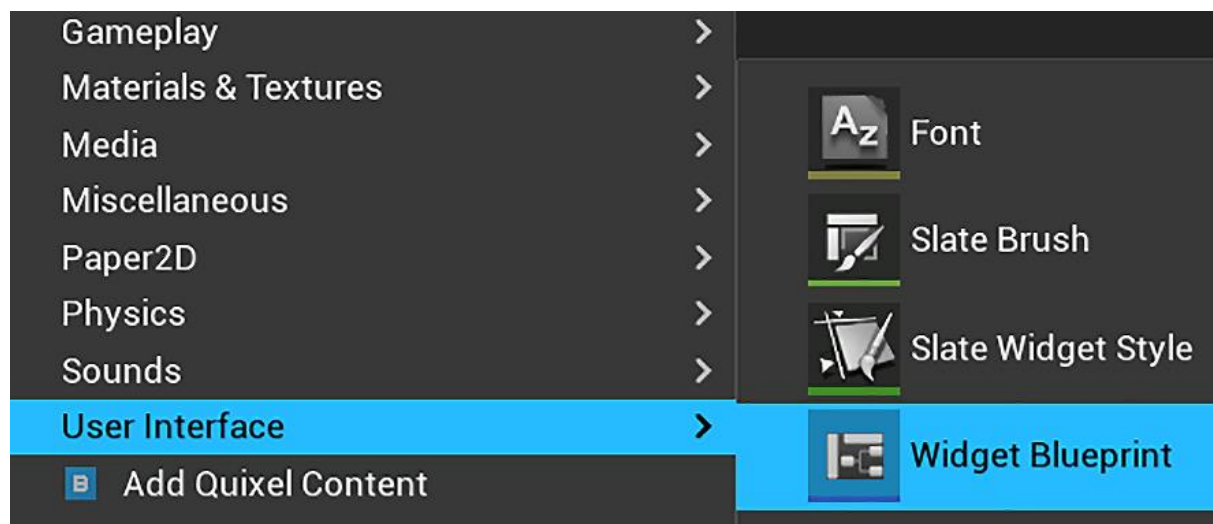 Gameplay
Materials & Textures
Media
Miscellaneous
Paper2D
Physics
Sounds
User Interface
B Add Quixel Content
Az Font
Slate Brush
Slate Widget Style
Widget Blueprint